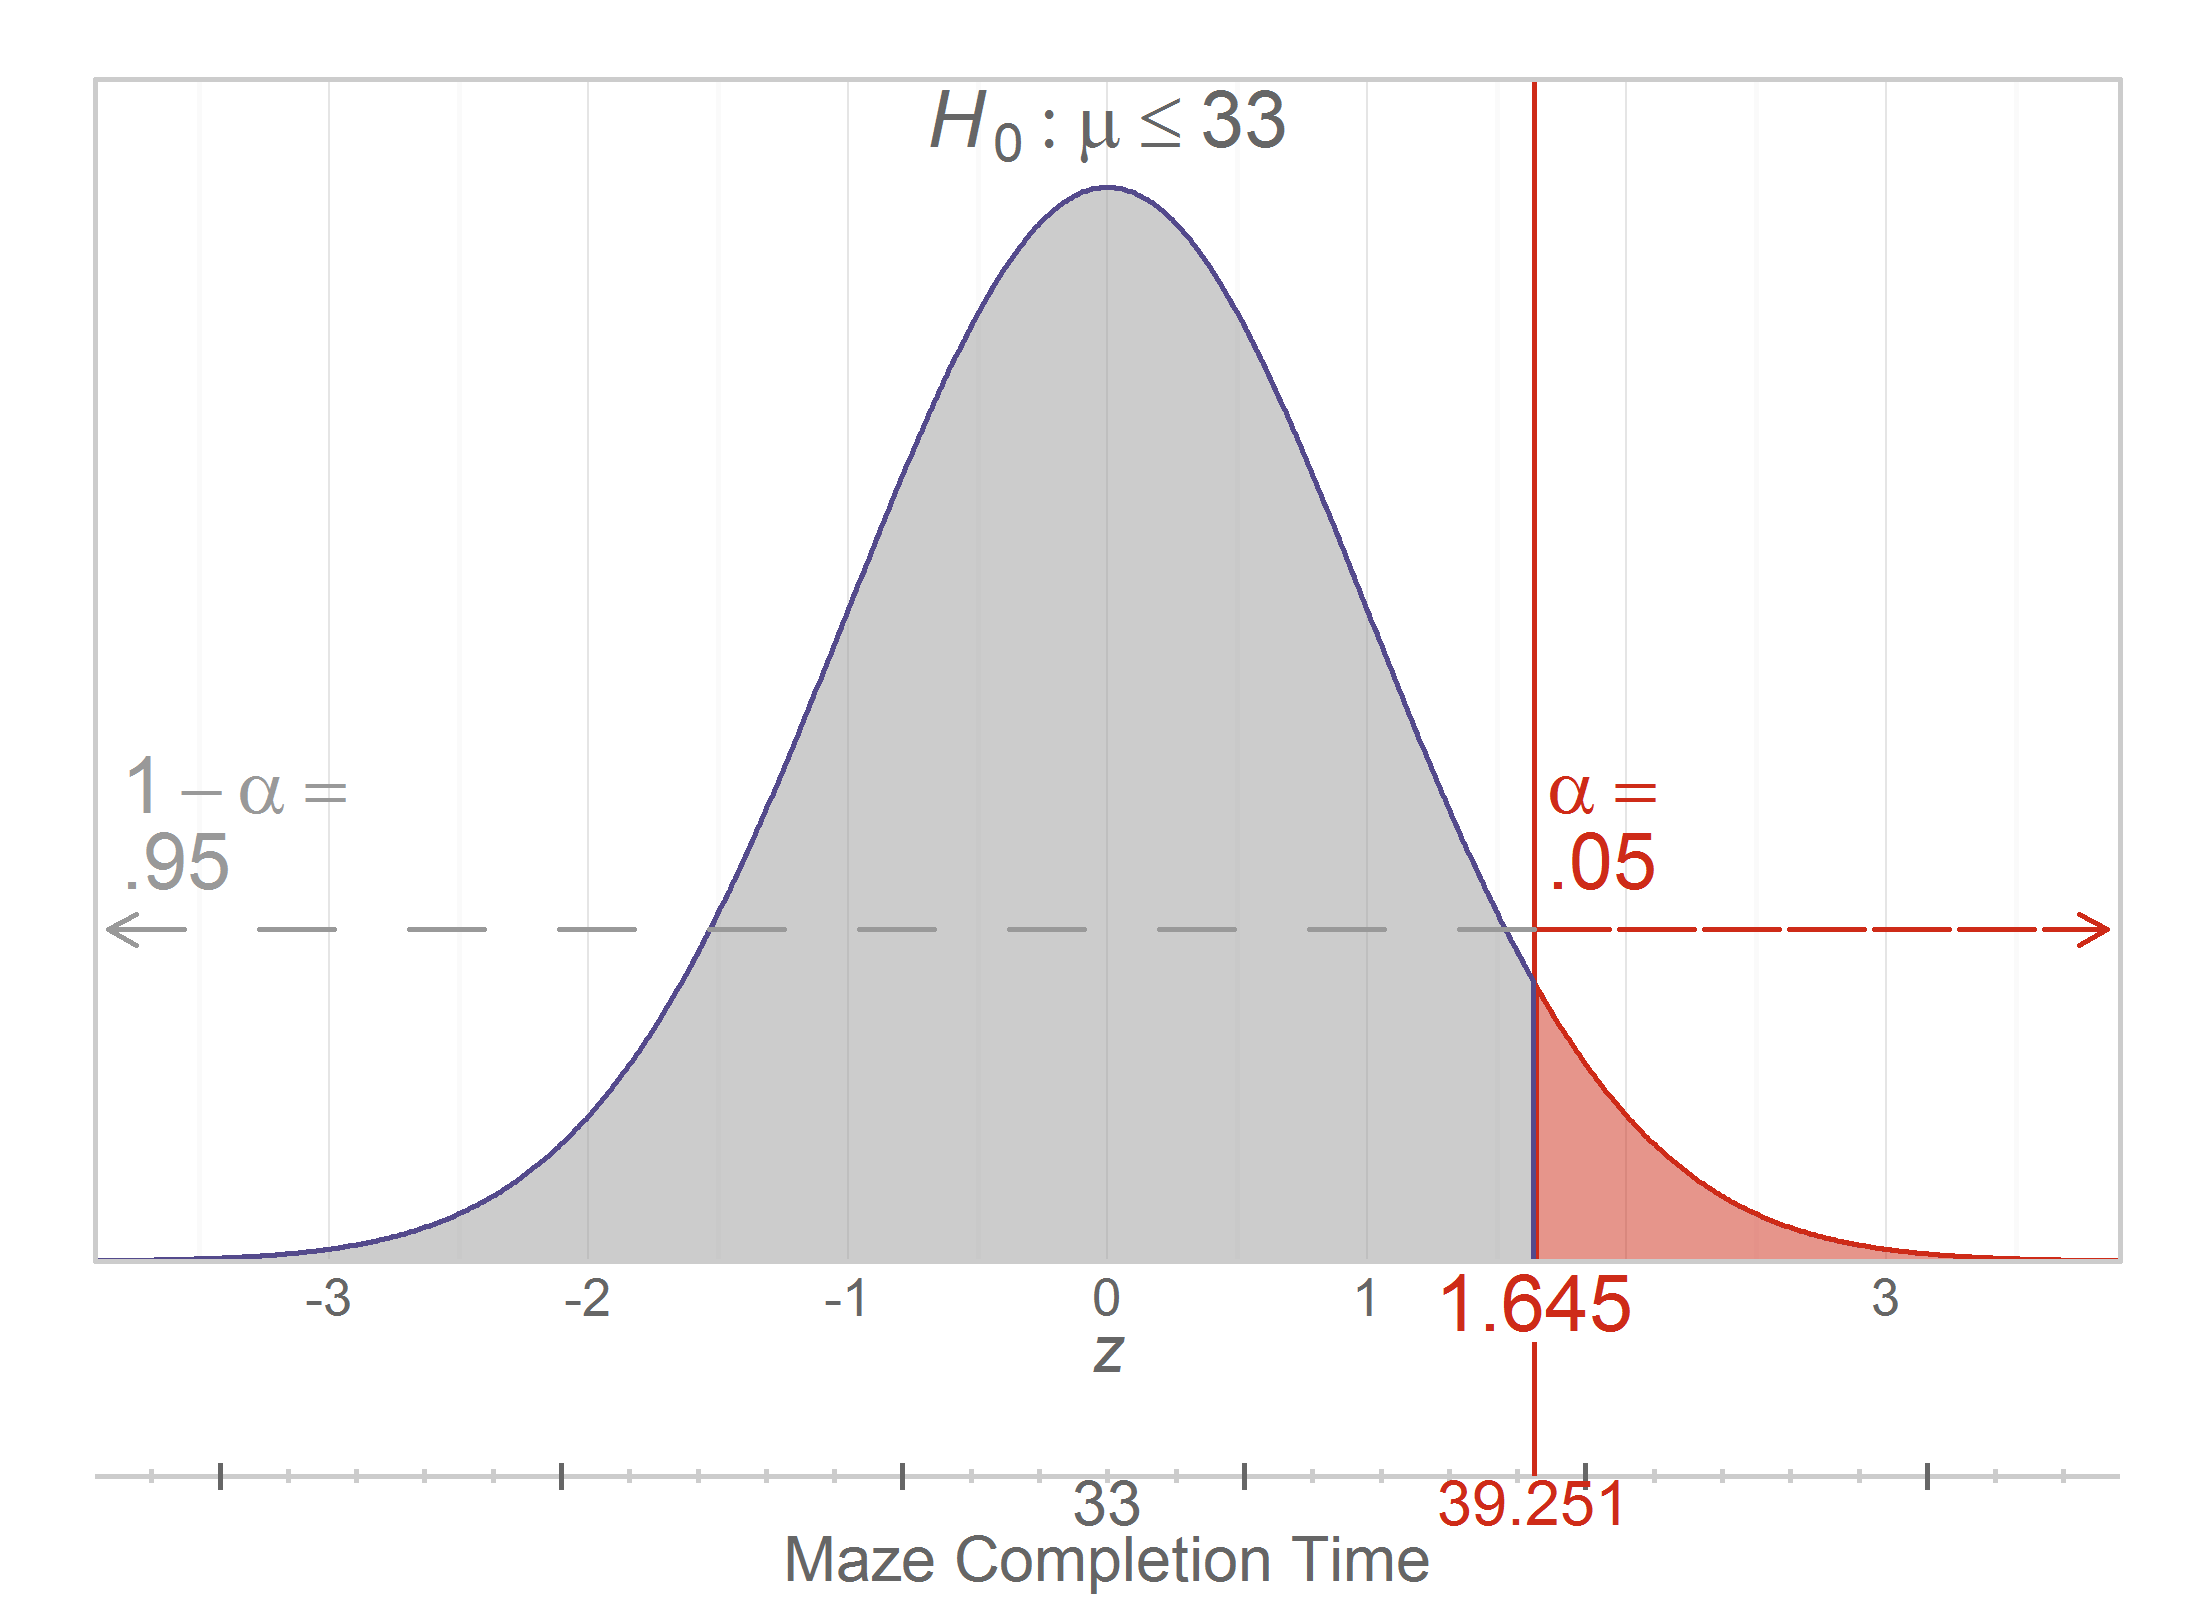 H₀ : μ ≤ 33
1 − α =
.95
α =
.05
-3 -2 -1 0 1 1.645 3
z
33 39.251
Maze Completion Time